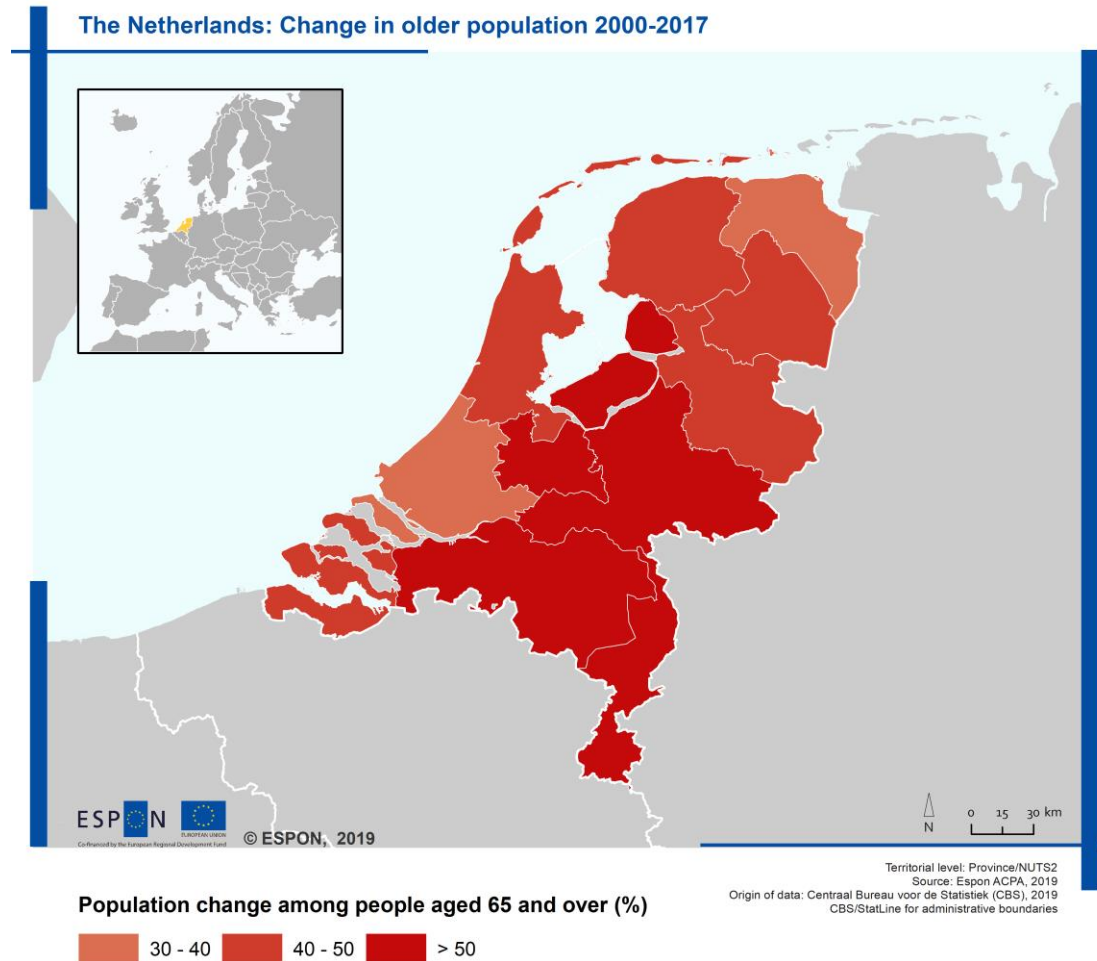 The Netherlands: Change in older population 2000-2017
ESPON
EUROPEAN UNION
Co-financed by the European Regional Development Fund
© ESPON, 2019
N
0 15 30 km
Territorial level: Province/NUTS2
Source: Espon ACPA, 2019
Origin of data: Centraal Bureau voor de Statistiek (CBS), 2019
CBS/StatLine for administrative boundaries
Population change among people aged 65 and over (%)
30 - 40 40 - 50 > 50